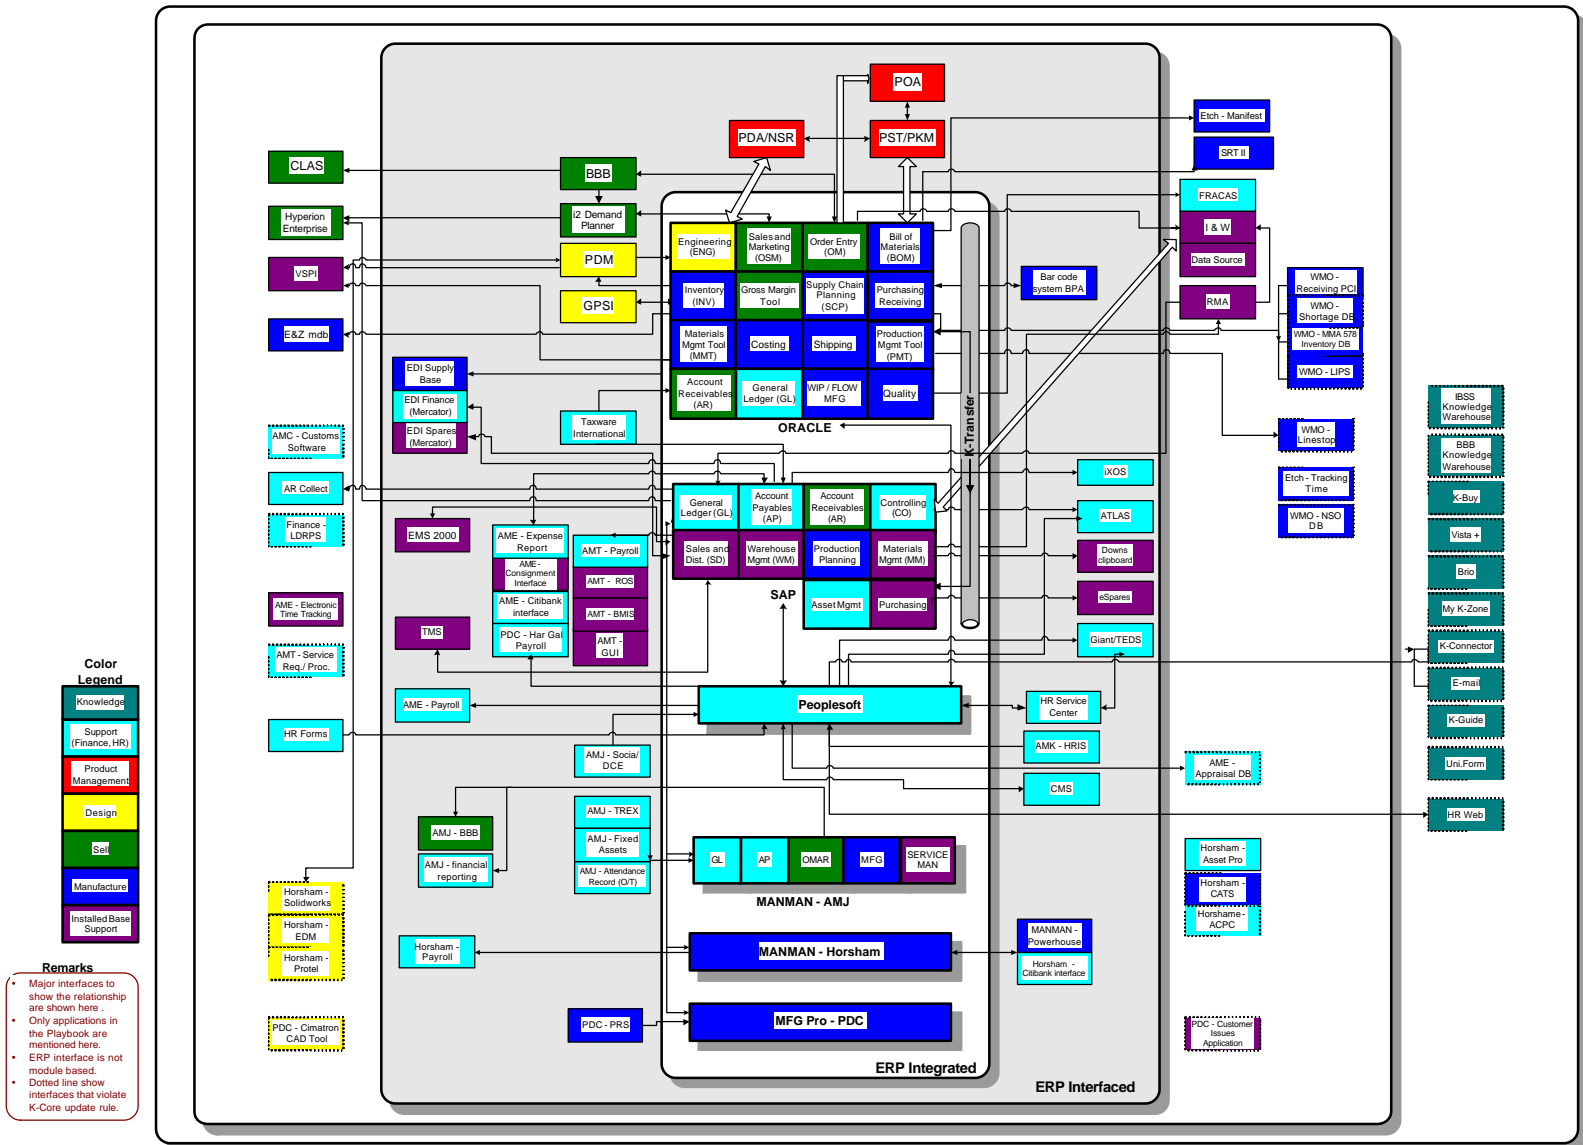 POA
PDA/NSR
PST/PKM
Etch - Manifest
SRT II
CLAS
BBB
FRACAS
Hyperion
Enterprise
i2 Demand
Planner
I & W
Data Source
PDM
VSPI
GPSI
RMA
E&Z mdb
Engineering
(ENG)
Sales and
Marketing
(OSM)
Order Entry
(OM)
Bill of
Materials
(BOM)
Inventory
(INV)
Gross Margin
Tool
Supply Chain
Planning
(SCP)
Purchasing
Receiving
Materials
Mgmt Tool
(MMT)
Costing
Shipping
Production
Mgmt Tool
(PMT)
Account
Receivables
(AR)
General
Ledger (GL)
WIP / FLOW
MFG
Quality
ORACLE
Bar code
system BPA
WMO -
Receiving PCI
WMO -
Shortage DB
WMO - MMA 578
Inventory DB
WMO - LIPS
EDI Supply
Base
EDI Finance
(Mercator)
EDI Spares
(Mercator)
Taxware
International
K-Transfer
IBSS
Knowledge
Warehouse
WMO -
Linestop
BBB
Knowledge
Warehouse
AMC - Customs
Software
AR Collect
Finance -
LDRPS
iXOS
ATLAS
Etch - Tracking
Time
WMO - NSO
DB
K-Buy
Vista +
Brio
My K-Zone
K-Connector
E-mail
K-Guide
Uni.Form
HR Web
General
Ledger (GL)
Account
Payables
(AP)
Account
Receivables
(AR)
Controlling
(CO)
Sales and
Dist. (SD)
Warehouse
Mgmt (WM)
Production
Planning
Materials
Mgmt (MM)
SAP
Asset Mgmt
Purchasing
EMS 2000
AME - Expense
Report
AME-
Consignment
Interface
AME - Citibank
interface
PDC - Har Gal
Payroll
AMT - Payroll
AMT - ROS
AMT - BMIS
AMT -
GUI
Downs
clipboard
eSpares
Giant/TEDS
AME - Electronic
Time Tracking
TMS
AMT - Service
Req./ Proc.
AME - Payroll
Peoplesoft
HR Service
Center
HR Forms
AMJ - Socia/
DCE
AMK - HRIS
CMS
AME -
Appraisal DB
AMJ - TREX
AMJ - Fixed
Assets
AMJ - Attendance
Record (O/T)
AMJ - BBB
AMJ - financial
reporting
GL
AP
OMAR
MFG
SERVICE
MAN
MANMAN - AMJ
Horsham -
Asset Pro
Horsham -
CATS
Horshame -
ACPC
Horsham -
Solidworks
Horsham -
EDM
Horsham -
Protel
Horsham -
Payroll
MANMAN - Horsham
MANMAN -
Powerhouse
Horsham -
Citibank interface
PDC - Cimatron
CAD Tool
PDC - PRS
MFG Pro - PDC
PDC - Customer
Issues
Application
ERP Integrated
ERP Interfaced
Color
Legend
Knowledge
Support
(Finance, HR)
Product
Management
Design
Sell
Manufacture
Installed Base
Support
Remarks
• Major interfaces to
show the relationship
are shown here .
• Only applications in
the Playbook are
mentioned here.
• ERP interface is not
module based.
• Dotted line show
interfaces that violate
K-Core update rule.